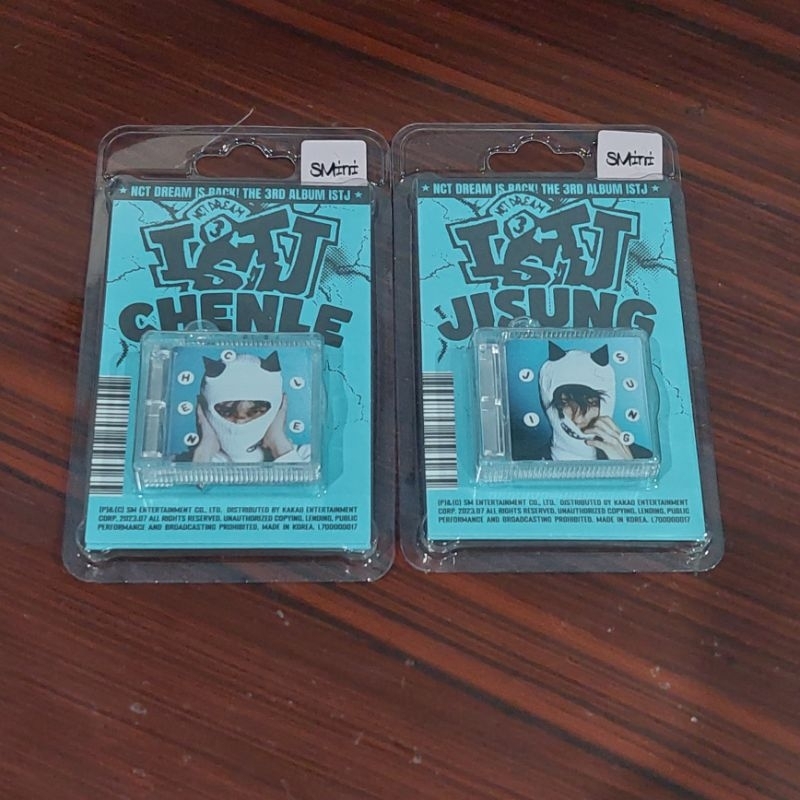 SMini
★ NCT DREAM IS BACK! THE 3RD ALBUM ISTJ ★
NCT DREAM
3
ISTJ
CHENLE
C
H L
E E
N
(P)&(C) SM ENTERTAINMENT CO., LTD. DISTRIBUTED BY KAKAO ENTERTAINMENT
CORP. 2023.07 ALL RIGHTS RESERVED. UNAUTHORIZED COPYING, LENDING, PUBLIC
PERFORMANCE AND BROADCASTING PROHIBITED. MADE IN KOREA. L700000017
SMini
★ NCT DREAM IS BACK! THE 3RD ALBUM ISTJ ★
NCT DREAM
3
ISTJ
JISUNG
S
J U
I N
G
(P)&(C) SM ENTERTAINMENT CO., LTD. DISTRIBUTED BY KAKAO ENTERTAINMENT
CORP. 2023.07 ALL RIGHTS RESERVED. UNAUTHORIZED COPYING, LENDING, PUBLIC
PERFORMANCE AND BROADCASTING PROHIBITED. MADE IN KOREA. L700000017